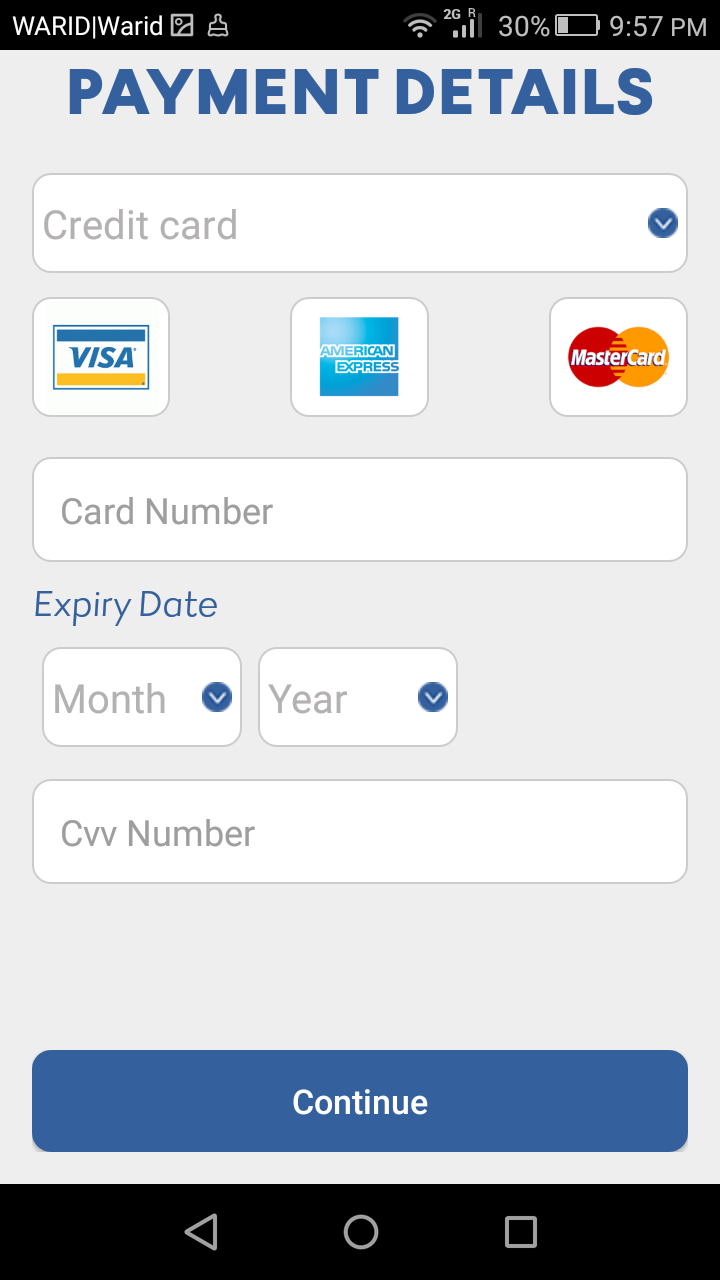 WARID|Warid 2G R 30% 9:57 PM
PAYMENT DETAILS
Credit card
VISA AMERICAN EXPRESS MasterCard
Card Number
Expiry Date
Month Year
Cvv Number
Continue